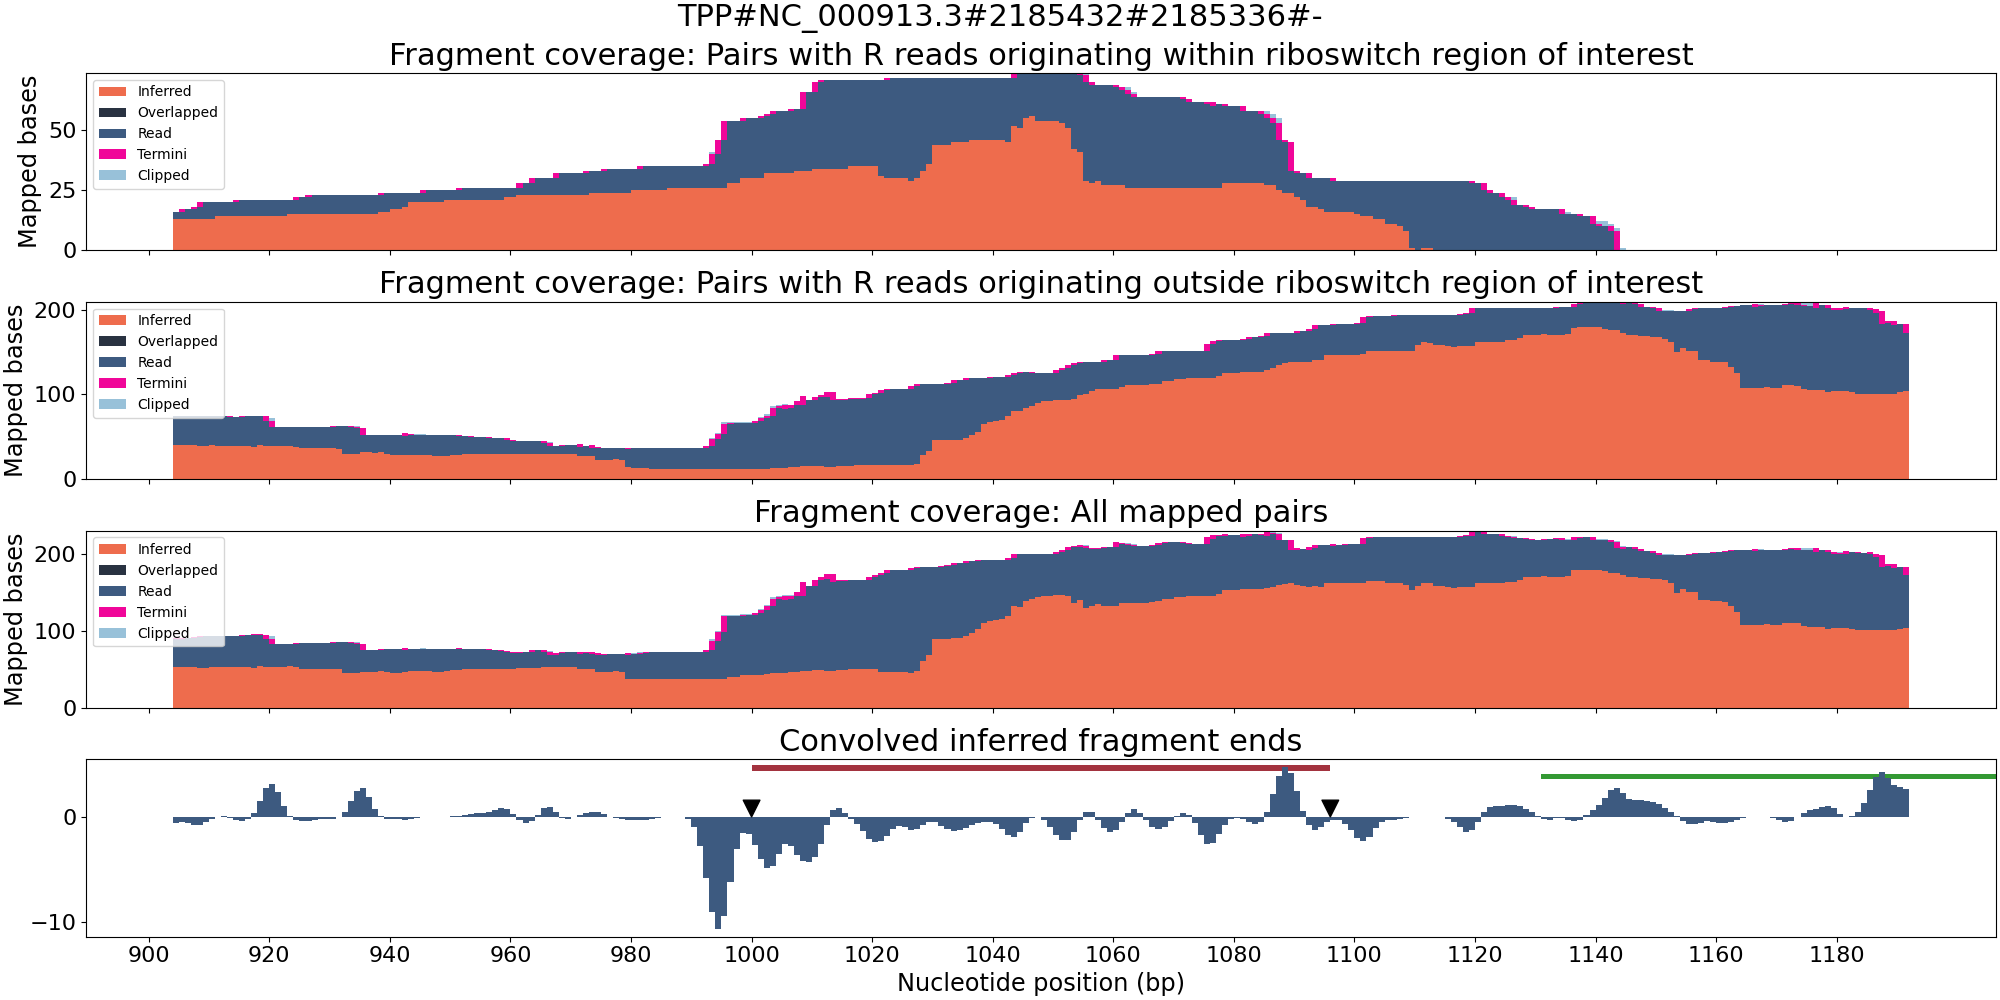 TPP#NC_000913.3#2185432#2185336#-
Fragment coverage: Pairs with R reads originating within riboswitch region of interest
Mapped bases
50
25
0
Inferred
Overlapped
Read
Termini
Clipped
Fragment coverage: Pairs with R reads originating outside riboswitch region of interest
Mapped bases
200
100
0
Inferred
Overlapped
Read
Termini
Clipped
Fragment coverage: All mapped pairs
Mapped bases
200
100
0
Inferred
Overlapped
Read
Termini
Clipped
Convolved inferred fragment ends
0
−10
900 920 940 960 980 1000 1020 1040 1060 1080 1100 1120 1140 1160 1180
Nucleotide position (bp)